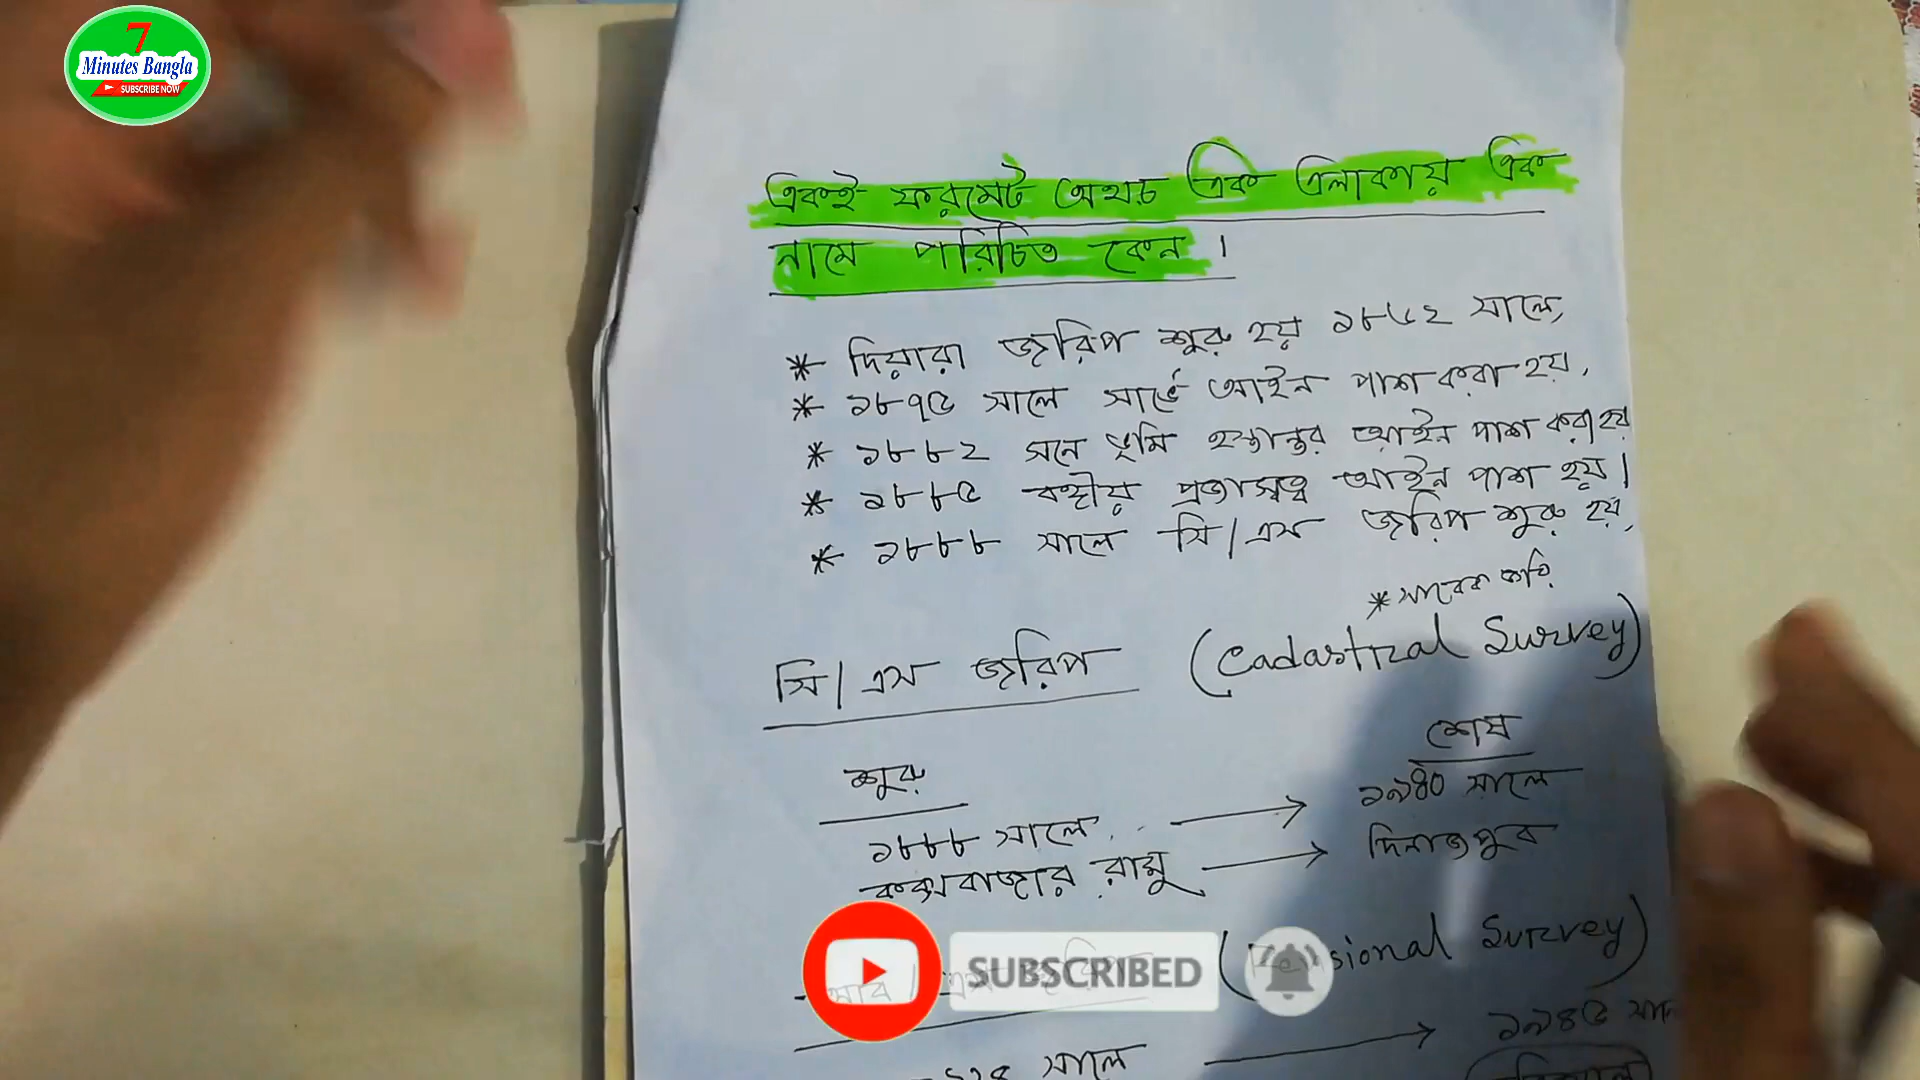 7
Minutes Bangla
SUBSCRIBE NOW
একই ফরমেট অথচ এক এলাকায় এক
নামে পরিচিত কেন ।
* দিয়ারা জরিপ শুরু হয় ১৮৬২ সালে,
* ১৮৭৫ সালে সার্ভে আইন পাশ করা হয়,
* ১৮৮২ সনে ভূমি হস্তান্তর আইন পাশ করা হয়
* ১৮৮৫ বঙ্গীয় প্রজাস্বত্ব আইন পাশ হয় ।
* ১৮৮৮ সালে সি/এস জরিপ শুরু হয়,
* সাবেক
সি/এস জরিপ (Cadastral Survey)
শুরু শেষ
১৮৮৮ সালে → ১৯৪০ সালে
কক্সবাজার রামু → দিনাজপুর
SUBSCRIBED
Survey)
সালে → ১৯৪৫